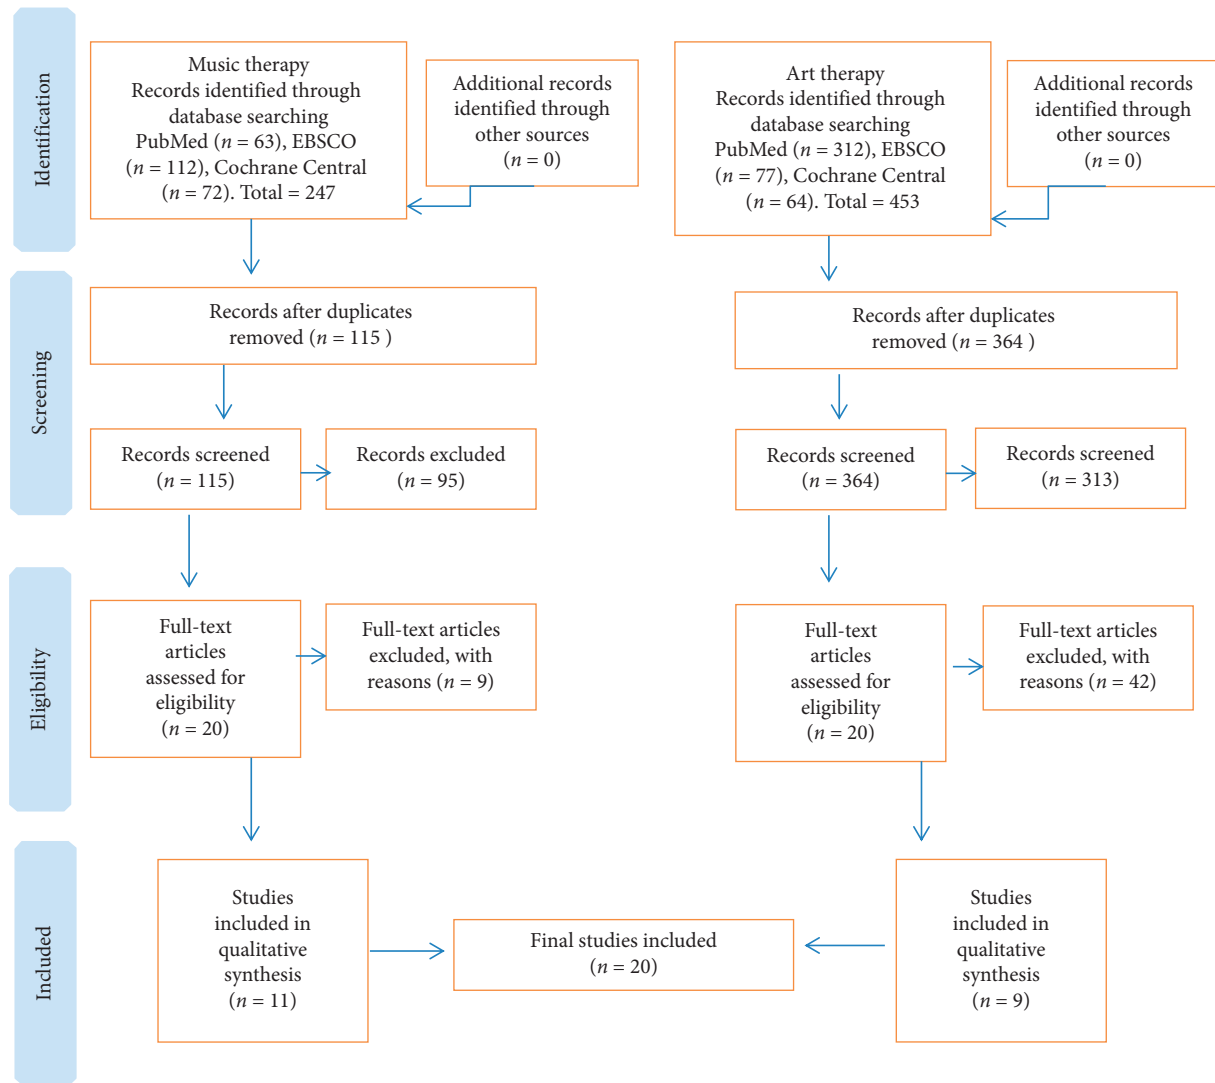 Identification
Music therapy
Records identified through
database searching
PubMed (n = 63), EBSCO
(n = 112), Cochrane Central
(n = 72). Total = 247
Additional records
identified through
other sources
(n = 0)
Art therapy
Records identified through
database searching
PubMed (n = 312), EBSCO
(n = 77), Cochrane Central
(n = 64). Total = 453
Additional records
identified through
other sources
(n = 0)
Screening
Records after duplicates
removed (n = 115 )
Records after duplicates
removed (n = 364 )
Records screened
(n = 115)
Records excluded
(n = 95)
Records screened
(n = 364)
Records screened
(n = 313)
Eligibility
Full-text
articles
assessed for
eligibility
(n = 20)
Full-text articles
excluded, with
reasons (n = 9)
Full-text
articles
assessed for
eligibility
(n = 20)
Full-text articles
excluded, with
reasons (n = 42)
Included
Studies
included in
qualitative
synthesis
(n = 11)
Final studies included
(n = 20)
Studies
included in
qualitative
synthesis
(n = 9)